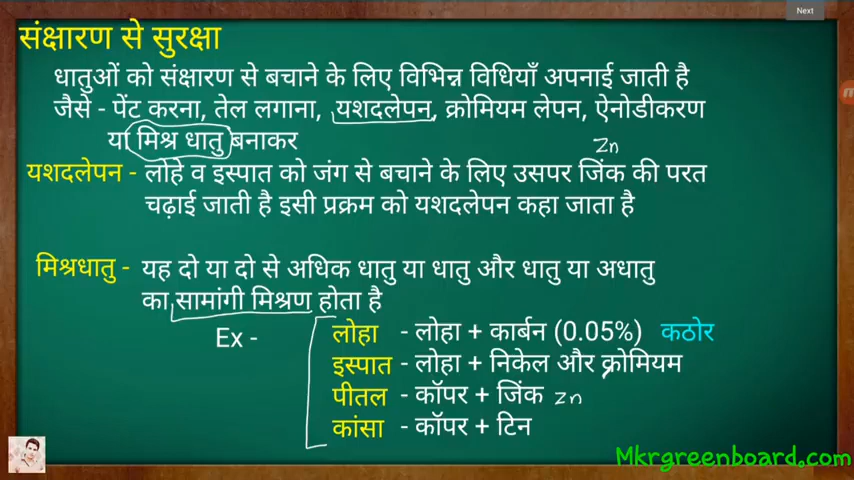 Next
संक्षारण से सुरक्षा
धातुओं को संक्षारण से बचाने के लिए विभिन्न विधियाँ अपनाई जाती है
जैसे - पेंट करना, तेल लगाना, यशदलेपन, क्रोमियम लेपन, ऐनोडीकरण
या मिश्र धातु बनाकर
Zn
यशदलेपन - लोहे व इस्पात को जंग से बचाने के लिए उसपर जिंक की परत
चढ़ाई जाती है इसी प्रक्रम को यशदलेपन कहा जाता है
मिश्रधातु - यह दो या दो से अधिक धातु या धातु और धातु या अधातु
का सामांगी मिश्रण होता है
Ex - लोहा - लोहा + कार्बन (0.05%) कठोर
इस्पात - लोहा + निकेल और क्रोमियम
पीतल - कॉपर + जिंक Zn
कांसा - कॉपर + टिन
Mkrgreenboard.com